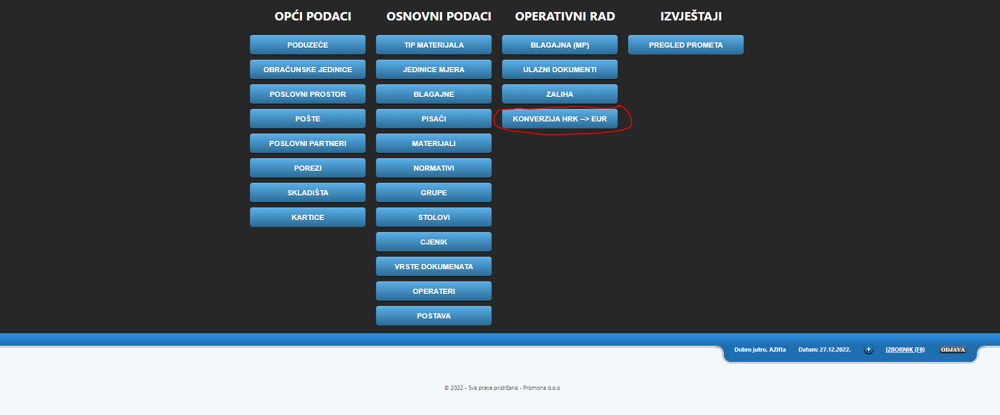 OPĆI PODACI
PODUZEĆE
OBRAČUNSKE JEDINICE
POSLOVNI PROSTOR
POŠTE
POSLOVNI PARTNERI
POREZI
SKLADIŠTA
KARTICE
OSNOVNI PODACI
TIP MATERIJALA
JEDINICE MJERA
BLAGAJNE
PISAČI
MATERIJALI
NORMATIVI
GRUPE
STOLOVI
CJENIK
VRSTE DOKUMENATA
OPERATERI
POSTAVA
OPERATIVNI RAD
BLAGAJNA (MP)
ULAZNI DOKUMENTI
ZALIHA
KONVERZIJA HRK --> EUR
IZVJEŠTAJI
PREGLED PROMETA
Dobro jutro, AZitta Datum: 27.12.2022. IZBORNIK (F8) ODJAVA
© 2022 - Sva prava pridržana - Promona d.o.o